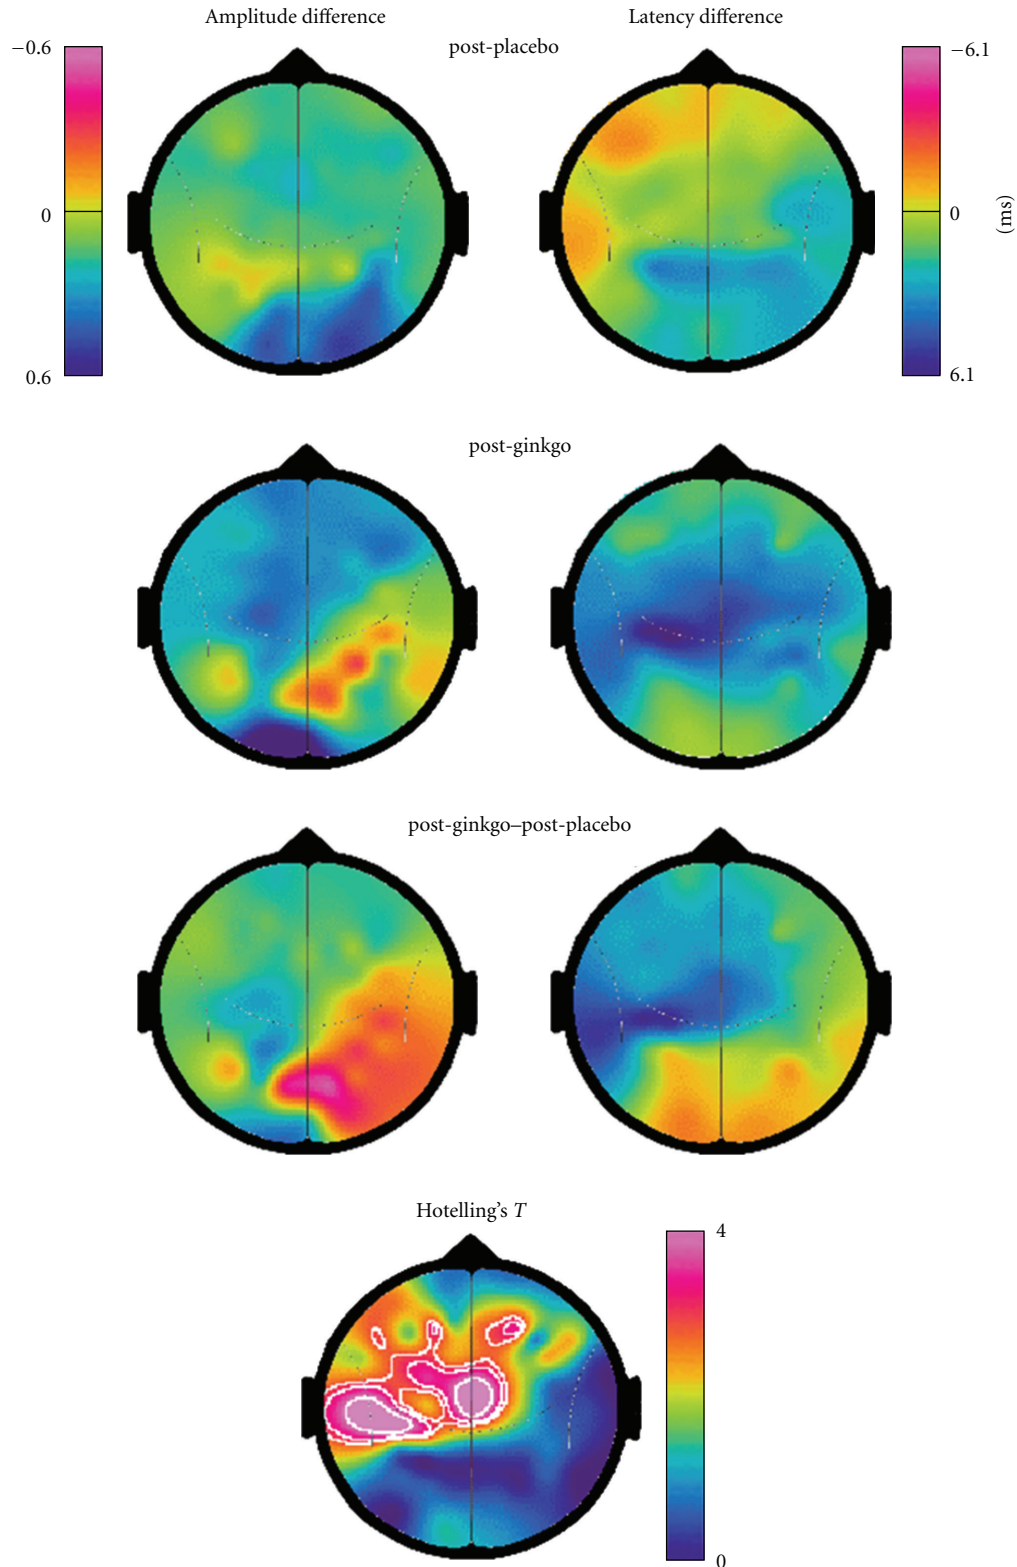 Amplitude difference
Latency difference
post-placebo
−0.6
0
0.6
−6.1
0
6.1
(ms)
post-ginkgo
post-ginkgo–post-placebo
Hotelling's T
4
0